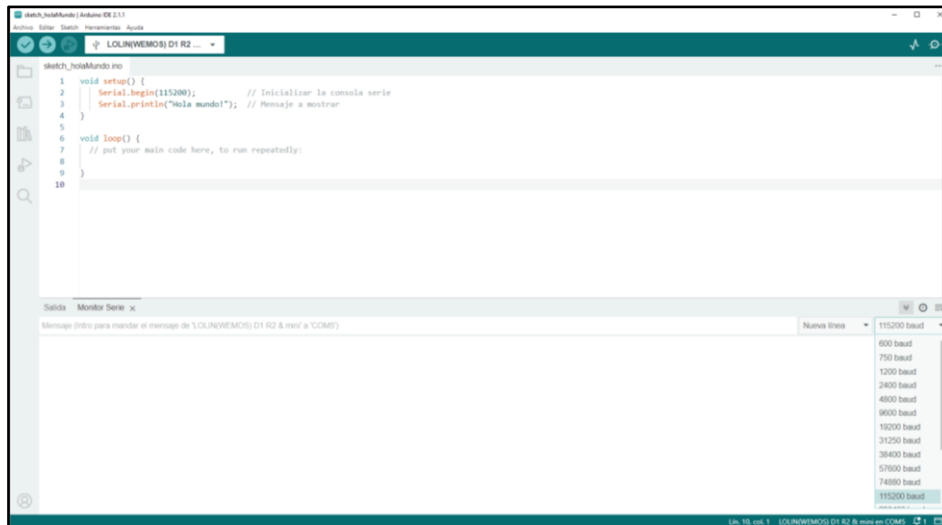 sketch_holaMundo | Arduino IDE 2.1.1
Archivo Editar Sketch Herramientas Ayuda
LOLIN(WEMOS) D1 R2 ...
sketch_holaMundo.ino
1 void setup() {
2 Serial.begin(115200); // Inicializar la consola serie
3 Serial.println("Hola mundo!"); // Mensaje a mostrar
4 }
5
6 void loop() {
7 // put your main code here, to run repeatedly:
8
9 }
10
Salida Monitor Serie x
Mensaje (Intro para mandar el mensaje de 'LOLIN(WEMOS) D1 R2 & mini' a 'COM5')
Nueva línea 115200 baud
600 baud
750 baud
1200 baud
2400 baud
4800 baud
9600 baud
19200 baud
31250 baud
38400 baud
57600 baud
74880 baud
115200 baud
Lín. 10, col. 1 LOLIN(WEMOS) D1 R2 & mini en COM5 1